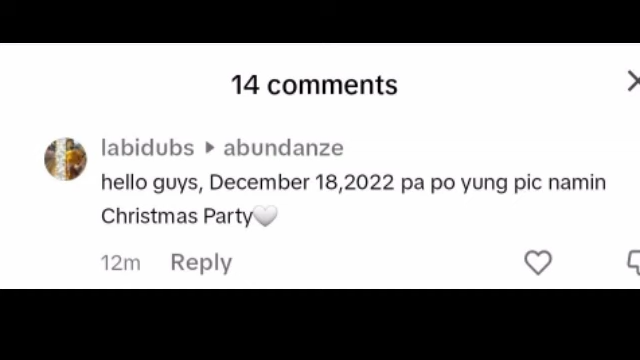 14 comments
labidubs ▸ abundanze
hello guys, December 18,2022 pa po yung pic namin
Christmas Party🤍
12m Reply